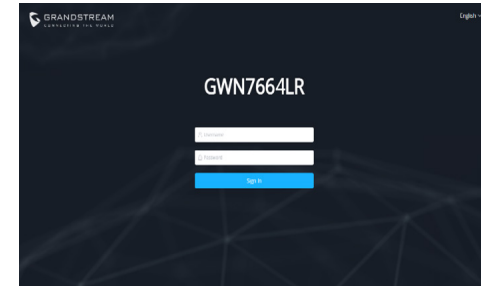 GRANDSTREAM
CONNECTING THE WORLD
English
GWN7664LR
Username
Password
Sign In